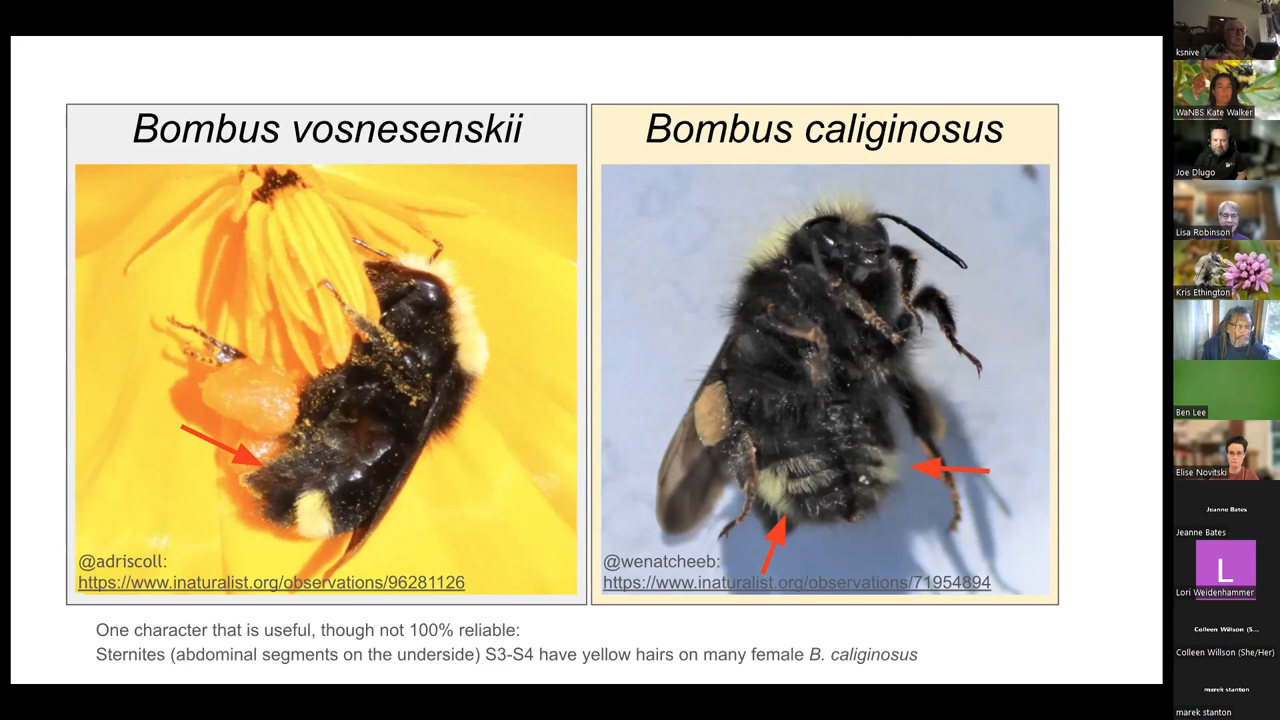 Bombus vosnesenskii
Bombus caliginosus
@adriscoll:
https://www.inaturalist.org/observations/96281126
@wenatcheeb:
https://www.inaturalist.org/observations/71954894
One character that is useful, though not 100% reliable:
Sternites (abdominal segments on the underside) S3-S4 have yellow hairs on many female B. caliginosus
ksnive
WaNBS Kate Walker
Joe Dlugo
Lisa Robinson
Kris Ethington
Ben Lee
Elise Novitski
Jeanne Bates
Jeanne Bates
L
Lori Weidenhammer
Colleen Willson (S...
Colleen Willson (She/Her)
marek stanton
marek stanton